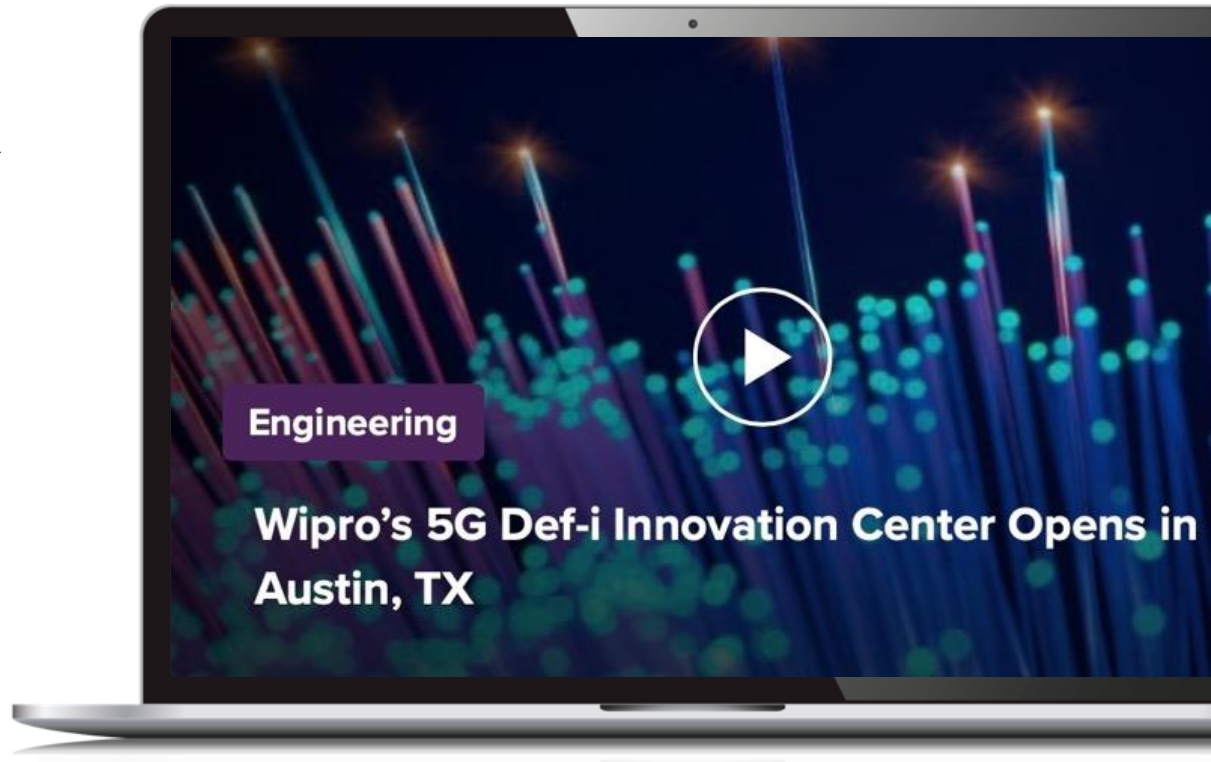 Engineering
Wipro’s 5G Def-i Innovation Center Opens in
Austin, TX